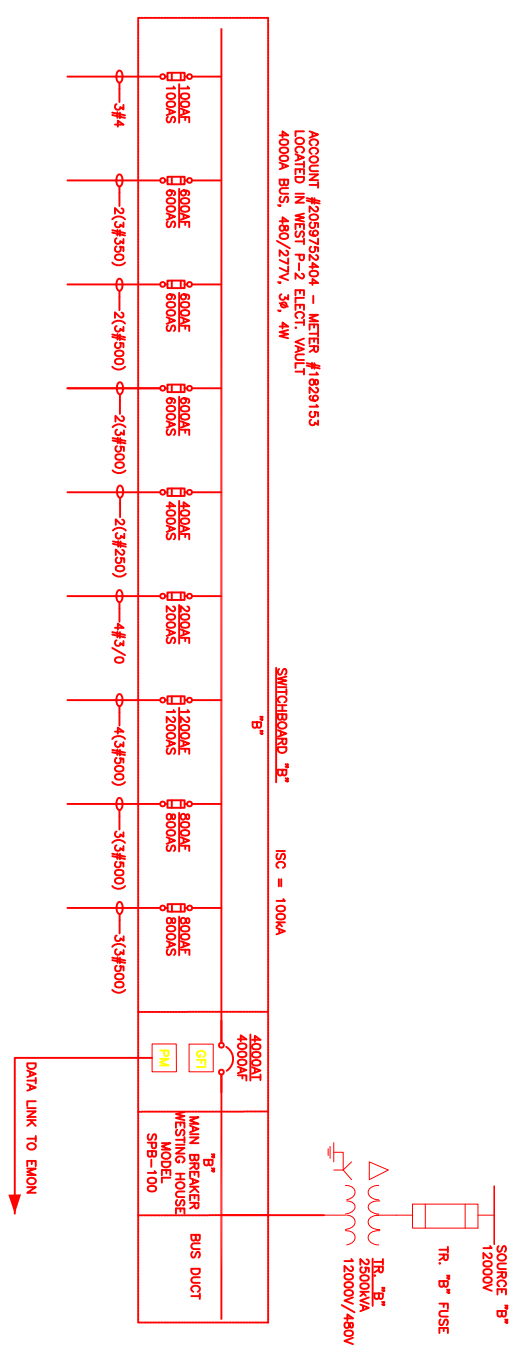 SOURCE "B"
12000V
TR. "B" FUSE
TR. "B"
2500kVA
12000V/480V
ACCOUNT #2059752404 - METER #1829153
LOCATED IN WEST P-2 ELECT. VAULT
4000A BUS, 480/277V, 3ø, 4W
SWITCHBOARD "B"
ISC = 100kA
"B"
100AF
100AS
600AF
600AS
600AF
600AS
600AF
600AS
400AF
400AS
200AF
200AS
1200AF
1200AS
800AF
800AS
800AF
800AS
4000AT
4000AF
GFI
PM
"B"
MAIN BREAKER
WESTING HOUSE
MODEL
SPB-100
BUS DUCT
3#4
2(3#350)
2(3#500)
2(3#500)
2(3#250)
4#3/0
4(3#500)
3(3#500)
3(3#500)
DATA LINK TO EMON